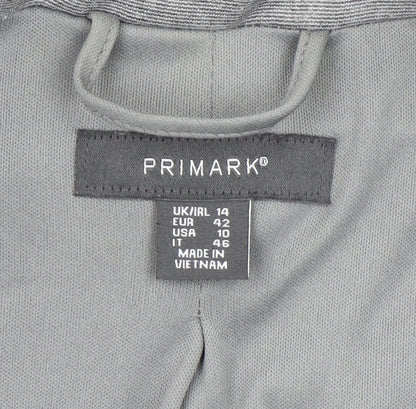 PRIMARK®
UK/IRL 14
EUR 42
USA 10
IT 46
MADE IN
VIETNAM